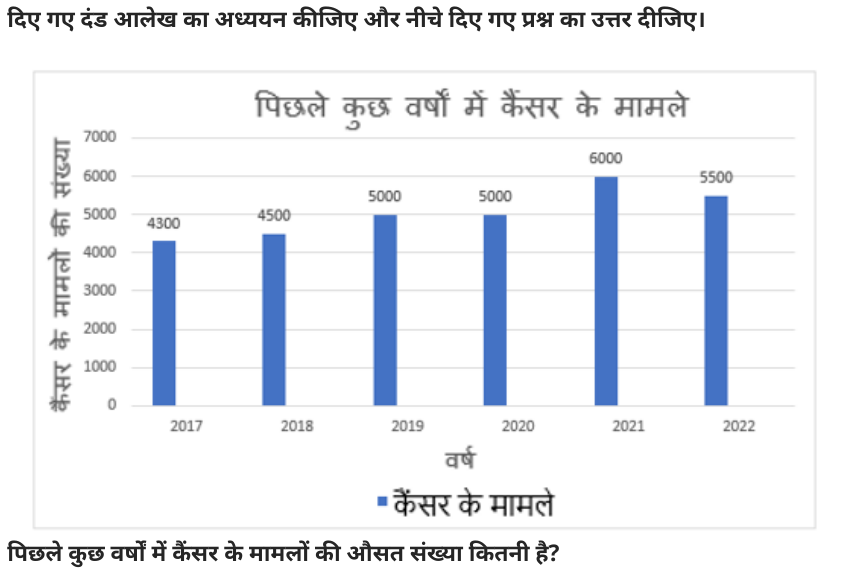 दिए गए दंड आलेख का अध्ययन कीजिए और नीचे दिए गए प्रश्न का उत्तर दीजिए।
पिछले कुछ वर्षों में कैंसर के मामले
कैंसर के मामलों की संख्या
7000
6000
5000
4000
3000
2000
1000
0
4300
4500
5000
5000
6000
5500
2017 2018 2019 2020 2021 2022
वर्ष
कैंसर के मामले
पिछले कुछ वर्षों में कैंसर के मामलों की औसत संख्या कितनी है?